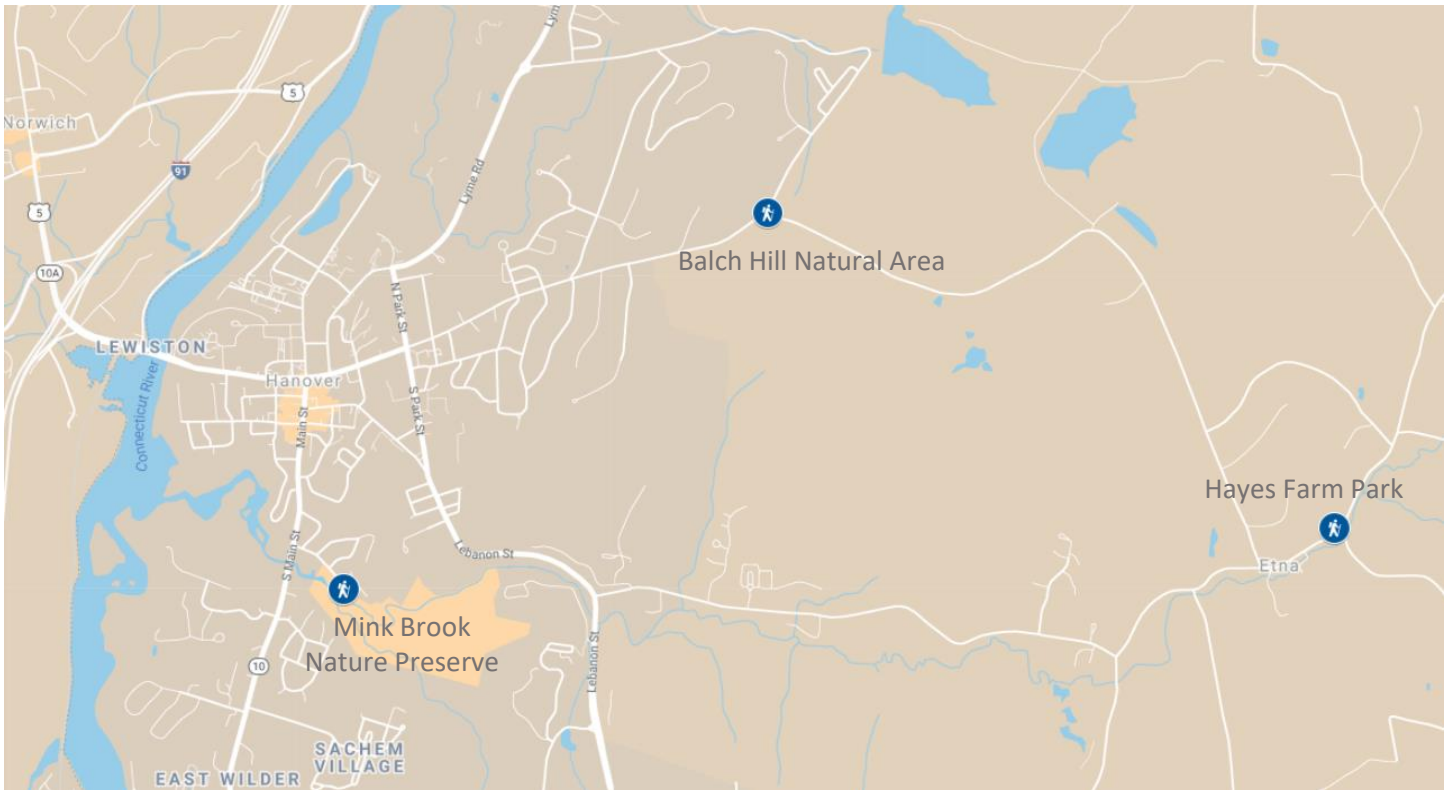 Lyme
5
Norwich
91
Lyme Rd
5
Balch Hill Natural Area
10A
N Park St
LEWISTON
Hanover
Connecticut River
S Park St
Main St
Hayes Farm Park
S Main St
Lebanon St
Etna
Mink Brook
Nature Preserve
10
Lebanon St
SACHEM
VILLAGE
EAST WILDER